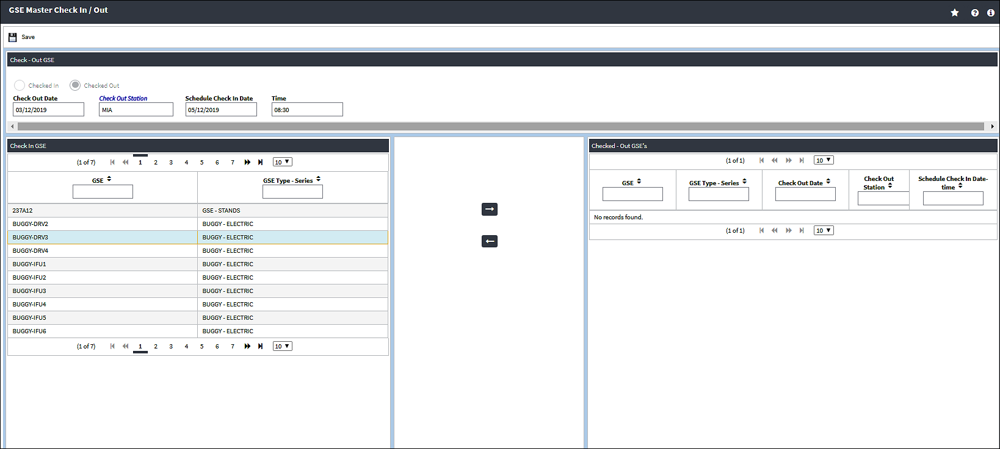 GSE Master Check In / Out
Save
Check - Out GSE
Checked In Checked Out
Check Out Date Check Out Station Schedule Check In Date Time
03/12/2019 MIA 05/12/2019 08:30
Check In GSE
(1 of 7) 1 2 3 4 5 6 7 10
GSE GSE Type - Series
237A12 GSE - STANDS
BUGGY-DRV2 BUGGY - ELECTRIC
BUGGY-DRV3 BUGGY - ELECTRIC
BUGGY-DRV4 BUGGY - ELECTRIC
BUGGY-IFU1 BUGGY - ELECTRIC
BUGGY-IFU2 BUGGY - ELECTRIC
BUGGY-IFU3 BUGGY - ELECTRIC
BUGGY-IFU4 BUGGY - ELECTRIC
BUGGY-IFU5 BUGGY - ELECTRIC
BUGGY-IFU6 BUGGY - ELECTRIC
(1 of 7) 1 2 3 4 5 6 7 10
Checked - Out GSE's
(1 of 1) 10
GSE GSE Type - Series Check Out Date Check Out Station Schedule Check In Date-time
No records found.
(1 of 1) 10